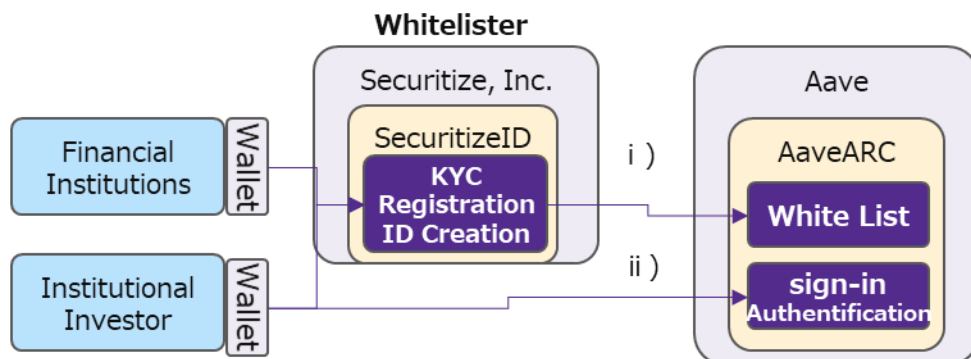 Whitelister
Securitize, Inc.
SecuritizeID
KYC
Registration
ID Creation
Financial
Institutions
Wallet
Institutional
Investor
Wallet
i )
ii )
Aave
AaveARC
White List
sign-in
Authentification